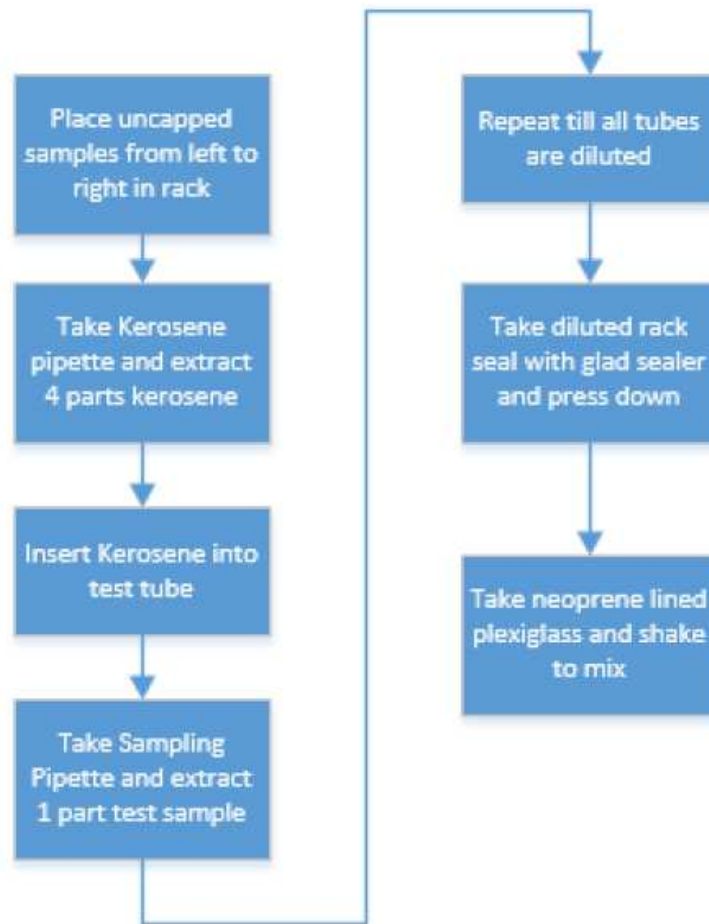 Place uncapped
samples from left to
right in rack
Take Kerosene
pipette and extract
4 parts kerosene
Insert Kerosene into
test tube
Take Sampling
Pipette and extract
1 part test sample
Repeat till all tubes
are diluted
Take diluted rack
seal with glad sealer
and press down
Take neoprene lined
plexiglass and shake
to mix